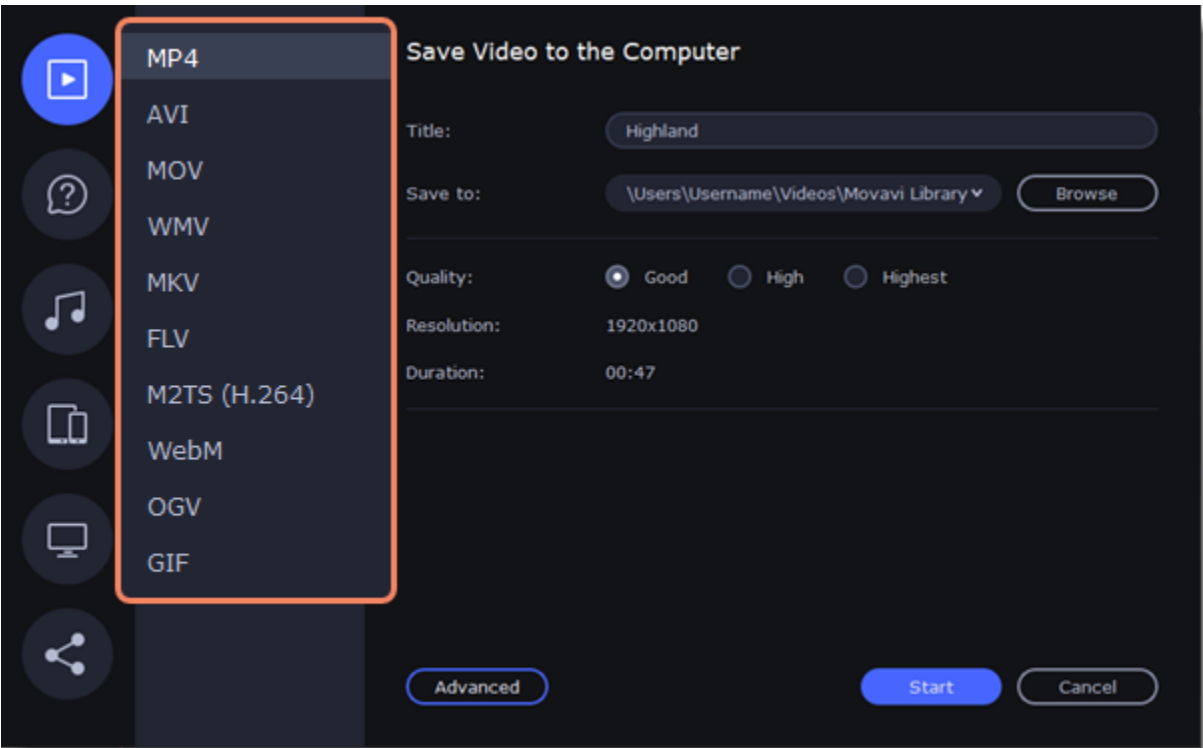 MP4
AVI
MOV
WMV
MKV
FLV
M2TS (H.264)
WebM
OGV
GIF
Save Video to the Computer
Title: Highland
Save to: \Users\Username\Videos\Movavi Library Browse
Quality: Good High Highest
Resolution: 1920x1080
Duration: 00:47
Advanced Start Cancel